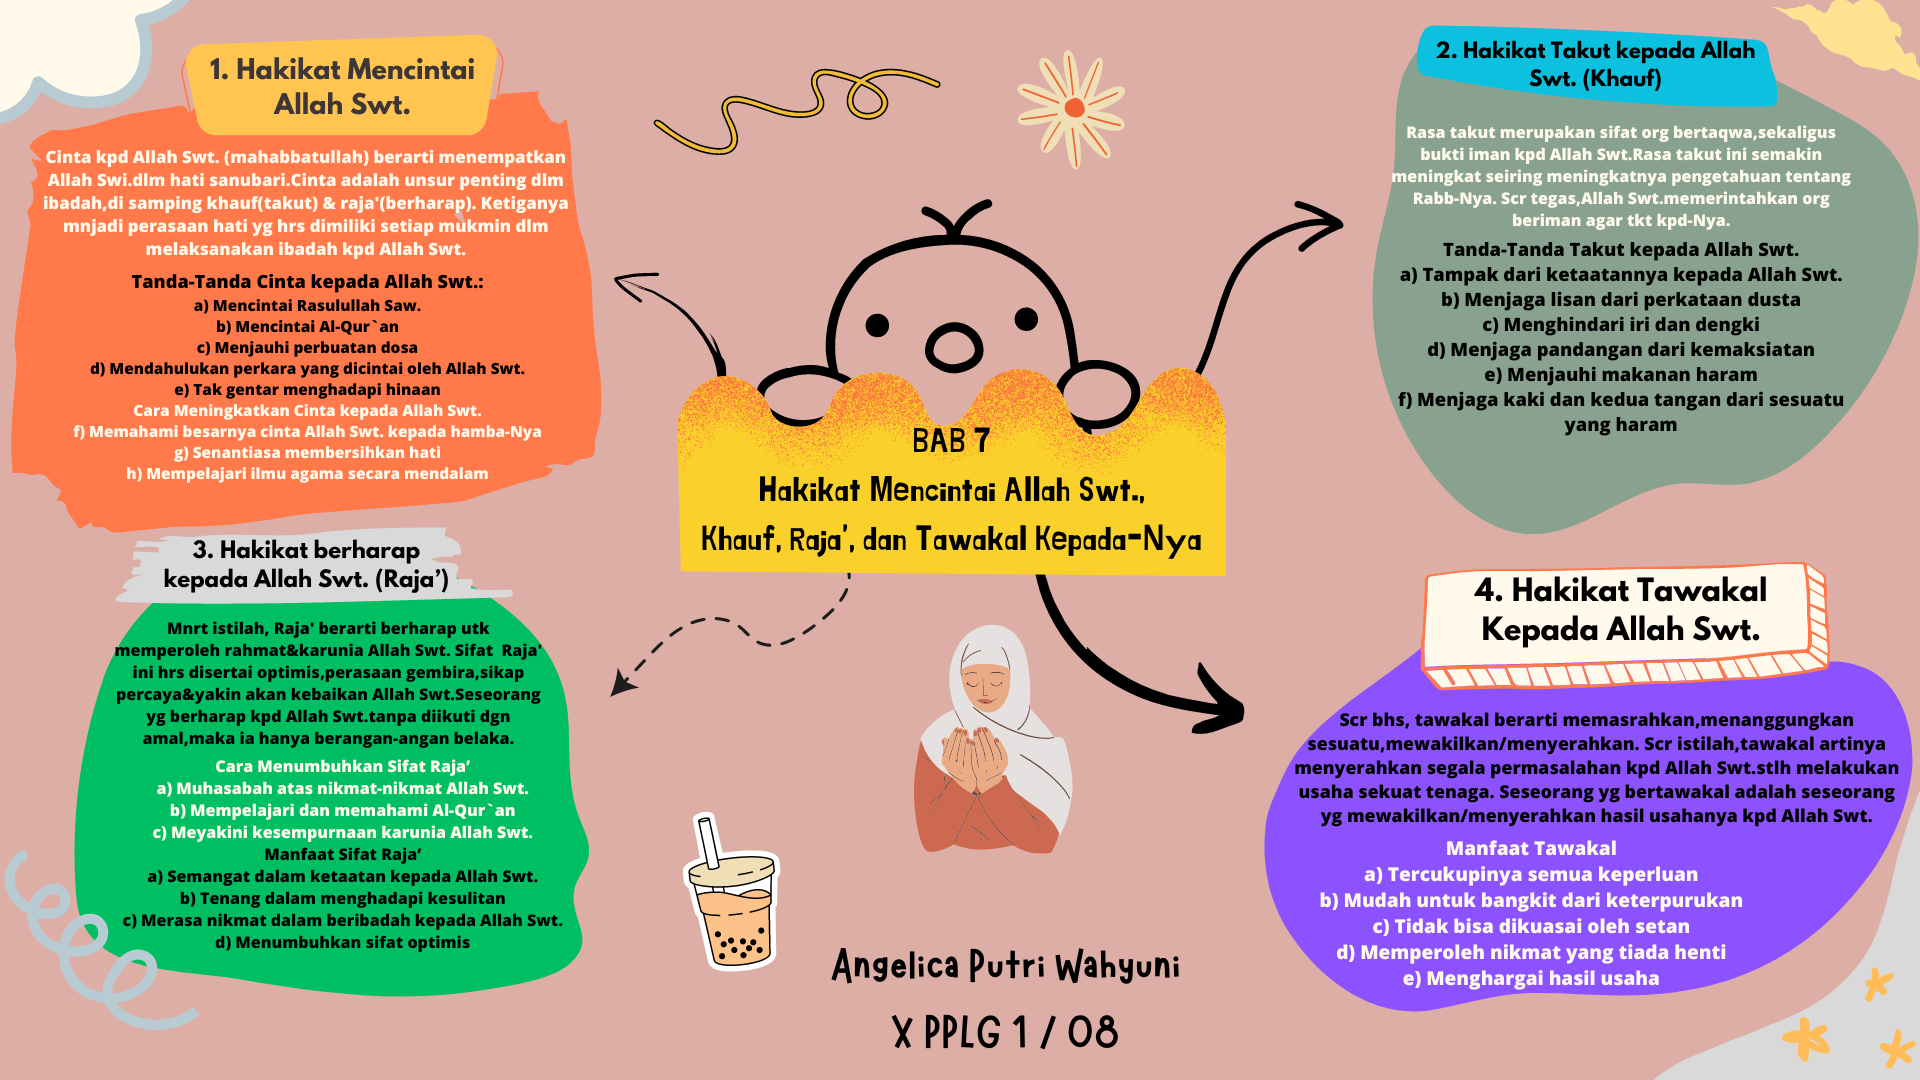 1. Hakikat Mencintai
Allah Swt.
Cinta kpd Allah Swt. (mahabbatullah) berarti menempatkan
Allah Swi.dlm hati sanubari.Cinta adalah unsur penting dlm
ibadah,di samping khauf(takut) & raja'(berharap). Ketiganya
mnjadi perasaan hati yg hrs dimiliki setiap mukmin dlm
melaksanakan ibadah kpd Allah Swt.
Tanda-Tanda Cinta kepada Allah Swt.:
a) Mencintai Rasulullah Saw.
b) Mencintai Al-Qur`an
c) Menjauhi perbuatan dosa
d) Mendahulukan perkara yang dicintai oleh Allah Swt.
e) Tak gentar menghadapi hinaan
Cara Meningkatkan Cinta kepada Allah Swt.
f) Memahami besarnya cinta Allah Swt. kepada hamba-Nya
g) Senantiasa membersihkan hati
h) Mempelajari ilmu agama secara mendalam
2. Hakikat Takut kepada Allah
Swt. (Khauf)
Rasa takut merupakan sifat org bertaqwa,sekaligus
bukti iman kpd Allah Swt.Rasa takut ini semakin
meningkat seiring meningkatnya pengetahuan tentang
Rabb-Nya. Scr tegas,Allah Swt.memerintahkan org
beriman agar tkt kpd-Nya.
Tanda-Tanda Takut kepada Allah Swt.
a) Tampak dari ketaatannya kepada Allah Swt.
b) Menjaga lisan dari perkataan dusta
c) Menghindari iri dan dengki
d) Menjaga pandangan dari kemaksiatan
e) Menjauhi makanan haram
f) Menjaga kaki dan kedua tangan dari sesuatu
yang haram
BAB 7
Hakikat Mencintai Allah Swt.,
Khauf, Raja’, dan Tawakal Kepada-Nya
3. Hakikat berharap
kepada Allah Swt. (Raja’)
Mnrt istilah, Raja' berarti berharap utk
memperoleh rahmat&karunia Allah Swt. Sifat Raja'
ini hrs disertai optimis,perasaan gembira,sikap
percaya&yakin akan kebaikan Allah Swt.Seseorang
yg berharap kpd Allah Swt.tanpa diikuti dgn
amal,maka ia hanya berangan-angan belaka.
Cara Menumbuhkan Sifat Raja’
a) Muhasabah atas nikmat-nikmat Allah Swt.
b) Mempelajari dan memahami Al-Qur`an
c) Meyakini kesempurnaan karunia Allah Swt.
Manfaat Sifat Raja’
a) Semangat dalam ketaatan kepada Allah Swt.
b) Tenang dalam menghadapi kesulitan
c) Merasa nikmat dalam beribadah kepada Allah Swt.
d) Menumbuhkan sifat optimis
4. Hakikat Tawakal
Kepada Allah Swt.
Scr bhs, tawakal berarti memasrahkan,menanggungkan
sesuatu,mewakilkan/menyerahkan. Scr istilah,tawakal artinya
menyerahkan segala permasalahan kpd Allah Swt.stlh melakukan
usaha sekuat tenaga. Seseorang yg bertawakal adalah seseorang
yg mewakilkan/menyerahkan hasil usahanya kpd Allah Swt.
Manfaat Tawakal
a) Tercukupinya semua keperluan
b) Mudah untuk bangkit dari keterpurukan
c) Tidak bisa dikuasai oleh setan
d) Memperoleh nikmat yang tiada henti
e) Menghargai hasil usaha
Angelica Putri Wahyuni
X PPLG 1 / 08